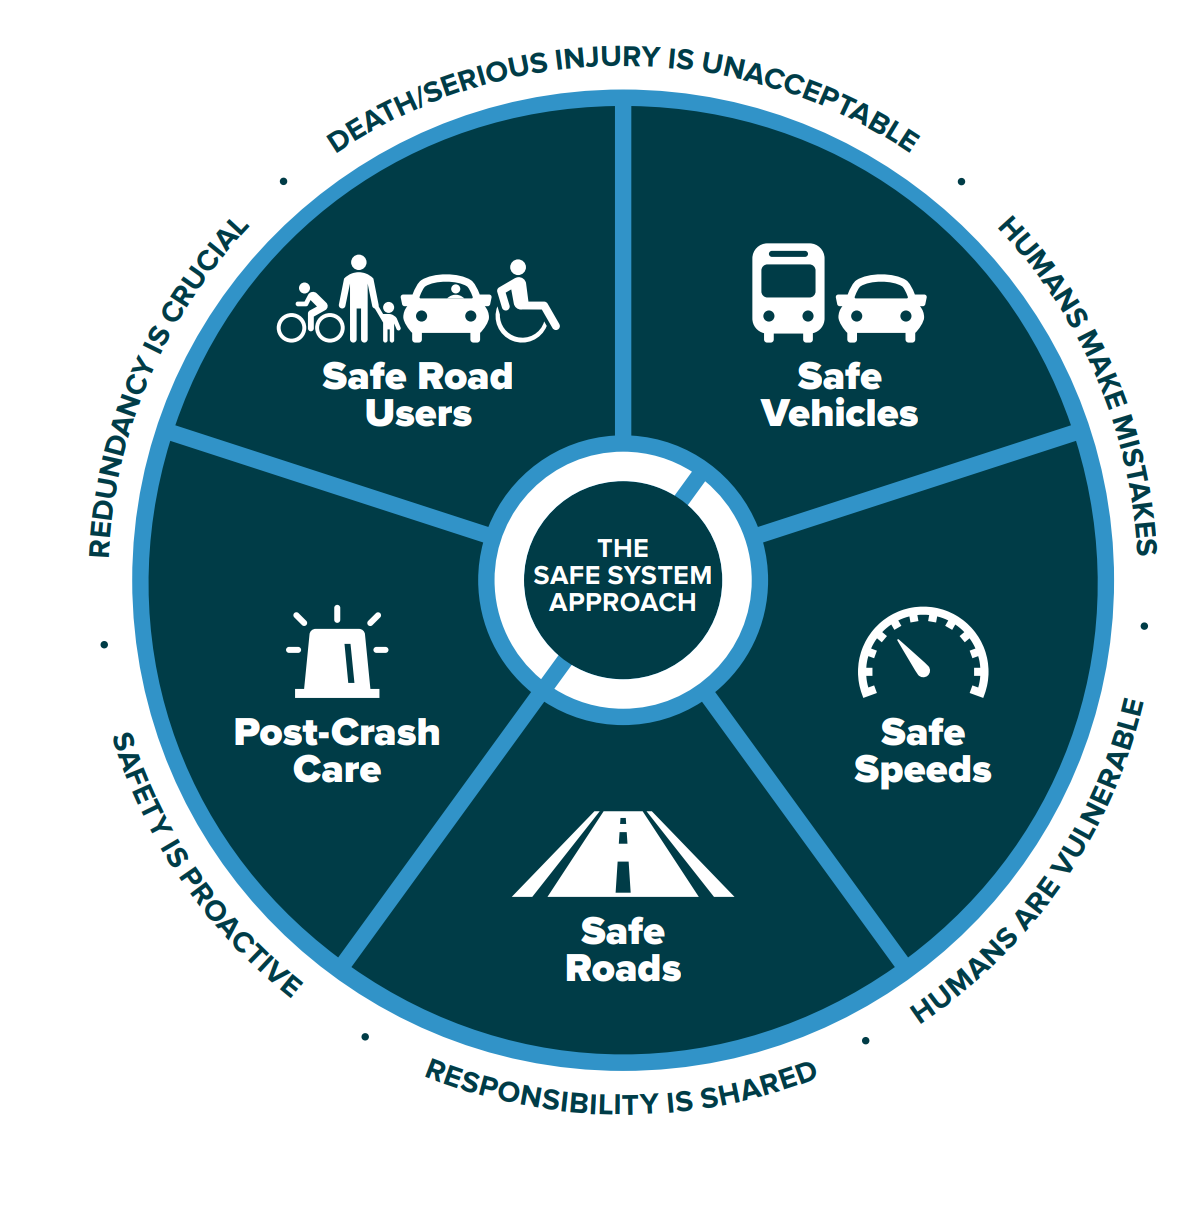 DEATH/SERIOUS INJURY IS UNACCEPTABLE
HUMANS MAKE MISTAKES
HUMANS ARE VULNERABLE
RESPONSIBILITY IS SHARED
SAFETY IS PROACTIVE
REDUNDANCY IS CRUCIAL
Safe Road
Users
Safe
Vehicles
THE
SAFE SYSTEM
APPROACH
Post-Crash
Care
Safe
Speeds
Safe
Roads